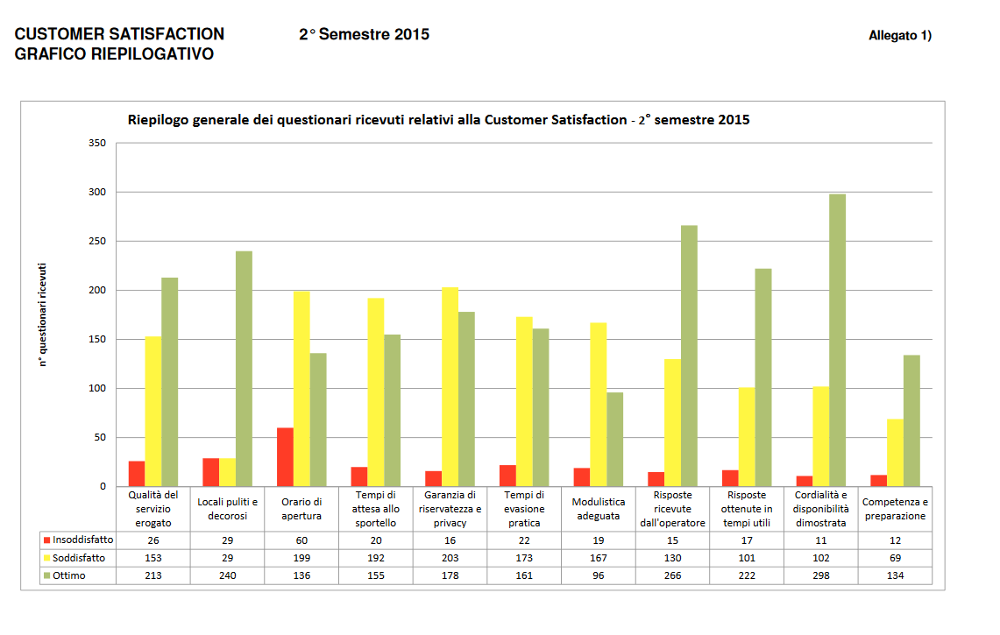 CUSTOMER SATISFACTION 2° Semestre 2015 Allegato 1)
GRAFICO RIEPILOGATIVO
Riepilogo generale dei questionari ricevuti relativi alla Customer Satisfaction - 2° semestre 2015
n° questionari ricevuti
350
300
250
200
150
100
50
0
Qualità del
servizio
erogato
Locali puliti e
decorosi
Orario di
apertura
Tempi di
attesa allo
sportello
Garanzia di
riservatezza e
privacy
Tempi di
evasione
pratica
Modulistica
adeguata
Risposte
ricevute
dall'operatore
Risposte
ottenute in
tempi utili
Cordialità e
disponibilità
dimostrata
Competenza e
preparazione
Insoddisfatto 26 29 60 20 16 22 19 15 17 11 12
Soddisfatto 153 29 199 192 203 173 167 130 101 102 69
Ottimo 213 240 136 155 178 161 96 266 222 298 134